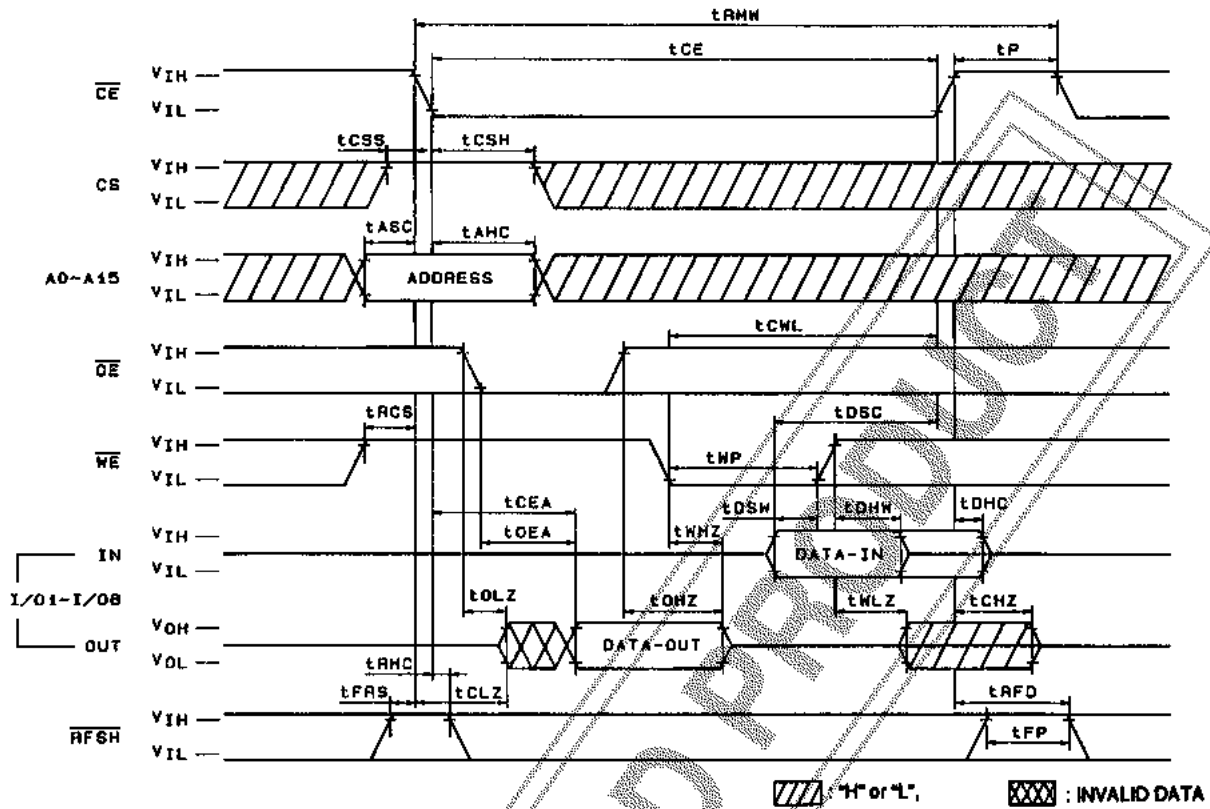 tRMW
tCE
tP
CE
VIH
VIL
tCSS
tCSH
CS
VIH
VIL
tASC
tAHC
A0~A15
VIH
ADDRESS
VIL
tCWL
OE
VIH
VIL
tRCS
tDSC
WE
VIH
VIL
tWP
tCEA
tDSW
tDHW
tDHC
tOEA
tWHZ
I/O1~I/O8
IN
VIH
DATA-IN
VIL
tOLZ
tOHZ
tWLZ
tCHZ
OUT
VOH
DATA-OUT
VOL
tRHC
tFRS
tCLZ
tRFD
RFSH
VIH
tFP
VIL
: "H" or "L",
: INVALID DATA
D PRODUCT